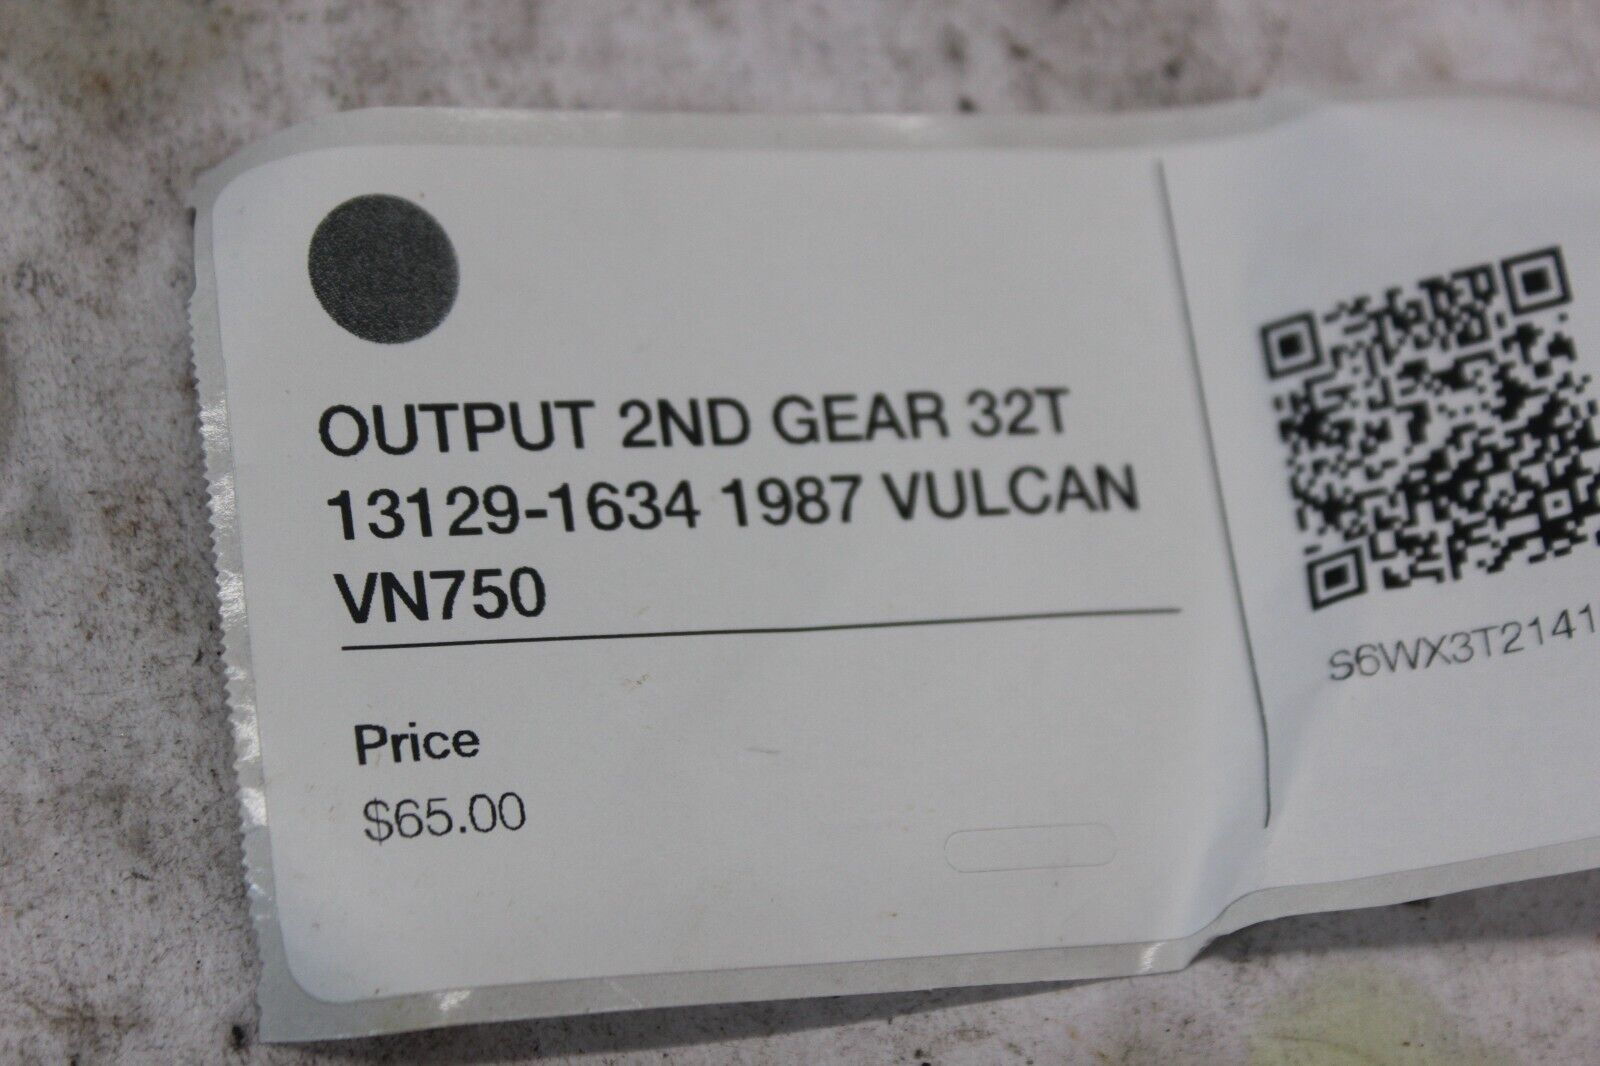 OUTPUT 2ND GEAR 32T
13129-1634 1987 VULCAN
VN750
Price
$65.00
S6WX3T2141